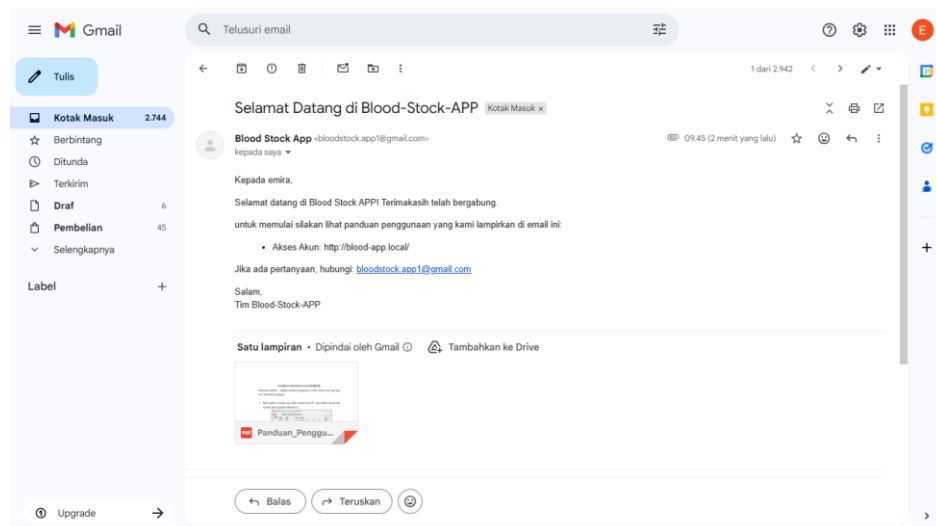 Gmail
Telusuri email
E
Tulis
1 dari 2.942
Kotak Masuk 2.744
Berbintang
Ditunda
Terkirim
Draf 6
Pembelian 45
Selengkapnya
Label
Selamat Datang di Blood-Stock-APP Kotak Masuk x
Blood Stock App <bloodstock.app1@gmail.com>
09.45 (2 menit yang lalu)
kepada saya
Kepada emira,
Selamat datang di Blood Stock APP! Terimakasih telah bergabung.
untuk memulai silakan lihat panduan penggunaan yang kami lampirkan di email ini:
• Akses Akun: http://blood-app.local/
Jika ada pertanyaan, hubungi: bloodstock.app1@gmail.com
Salam,
Tim Blood-Stock-APP
Satu lampiran • Dipindai oleh Gmail
Tambahkan ke Drive
PDF Panduan_Penggu...
Balas
Teruskan
Upgrade